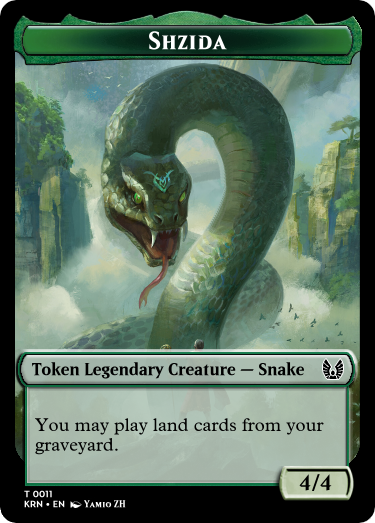 Shzida
Token Legendary Creature — Snake
You may play land cards from your
graveyard.
4/4
T 0011
KRN • EN Yamio ZH